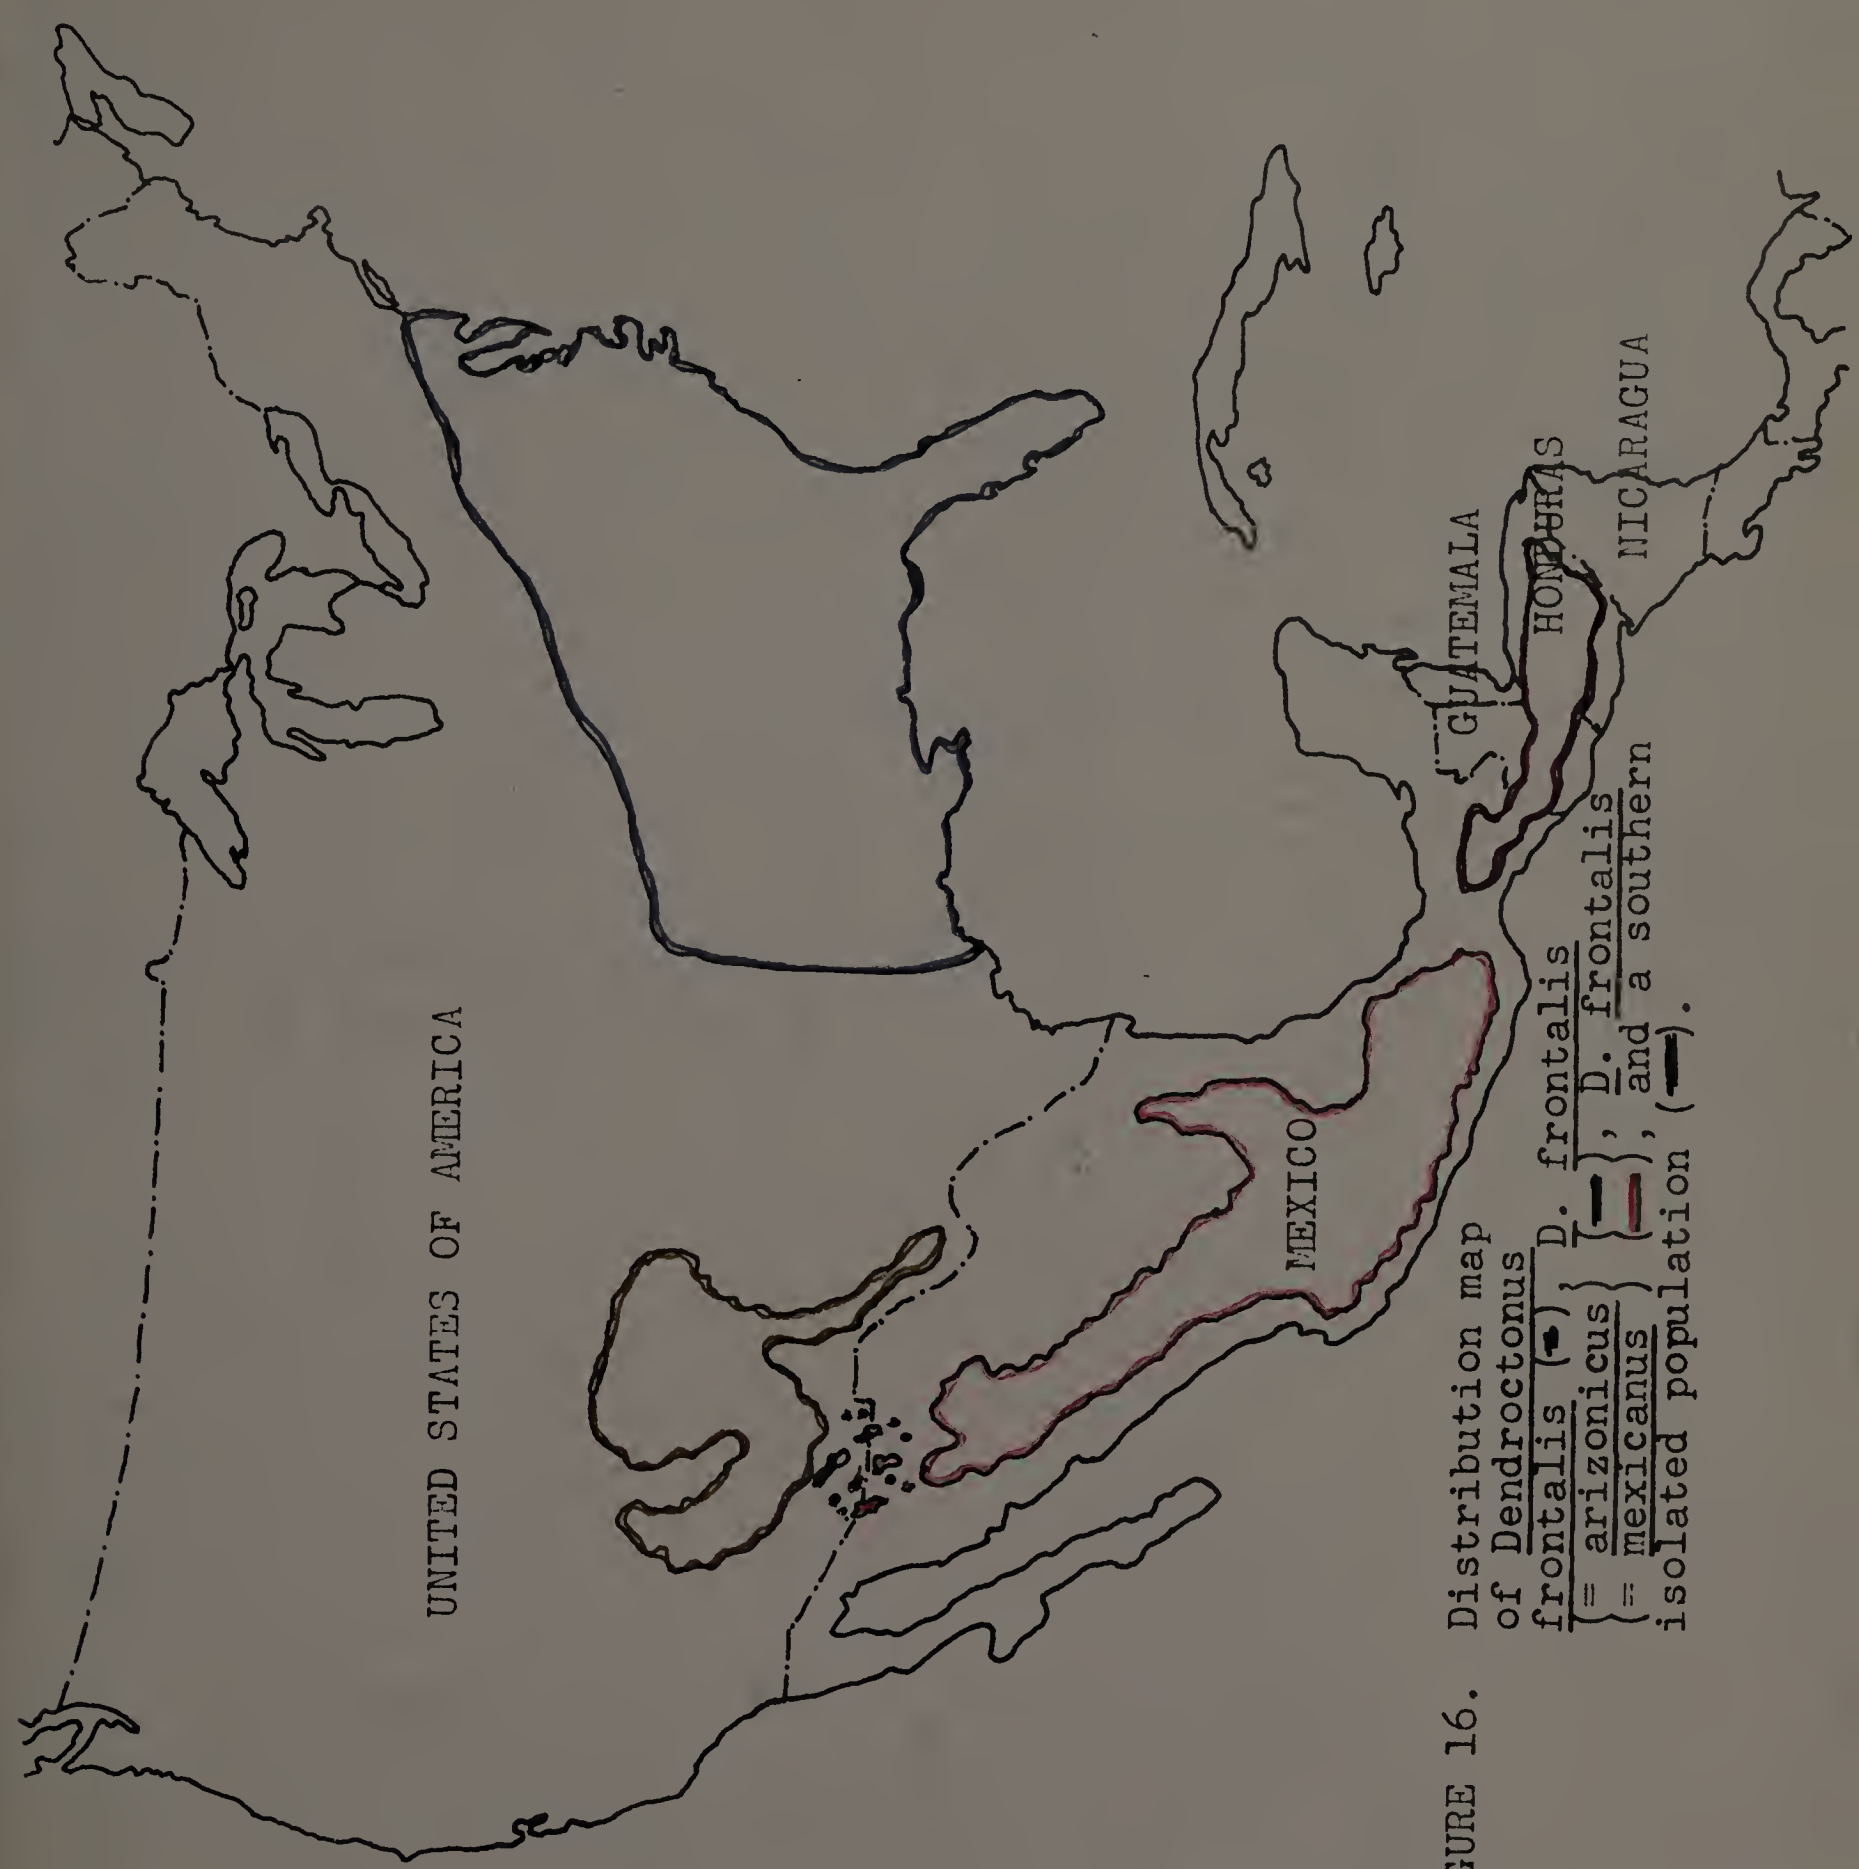 UNITED STATES OF AMERICA
MEXICO
GUATEMALA
HONDURAS
NICARAGUA
GURE 16. Distribution map
of Dendroctonus
frontalis (-), D. frontalis
(= arizonicus) (—); D. frontalis
(= mexicanus) (—), and a southern
isolated population (—).